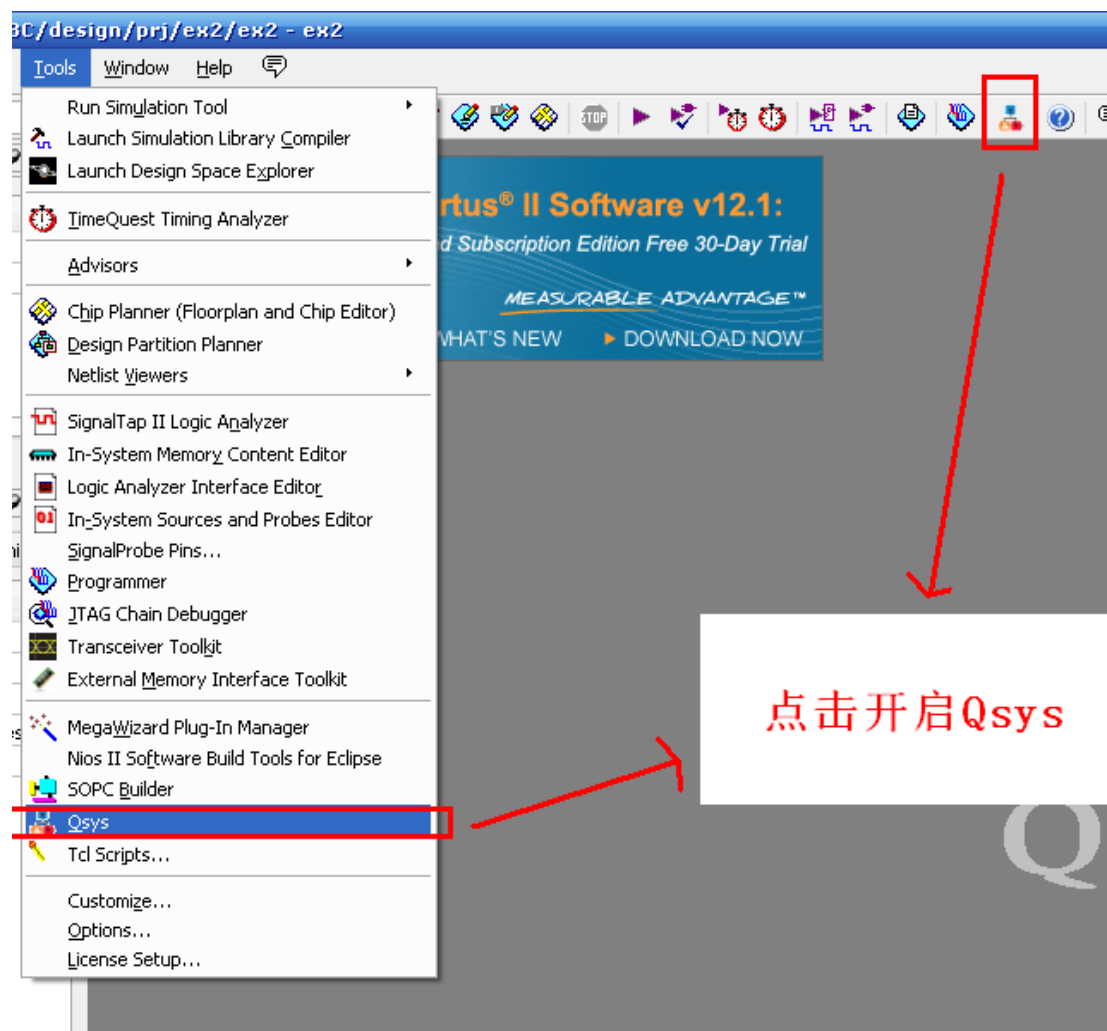 BC/design/prj/ex2/ex2 - ex2
Tools Window Help
Run Simulation Tool
Launch Simulation Library Compiler
Launch Design Space Explorer
TimeQuest Timing Analyzer
Advisors
Chip Planner (Floorplan and Chip Editor)
Design Partition Planner
Netlist Viewers
SignalTap II Logic Analyzer
In-System Memory Content Editor
Logic Analyzer Interface Editor
In-System Sources and Probes Editor
SignalProbe Pins...
Programmer
JTAG Chain Debugger
Transceiver Toolkit
External Memory Interface Toolkit
MegaWizard Plug-In Manager
Nios II Software Build Tools for Eclipse
SOPC Builder
Qsys
Tcl Scripts...
Customize...
Options...
License Setup...
STOP
rtus® II Software v12.1:
d Subscription Edition Free 30-Day Trial
MEASURABLE ADVANTAGE™
WHAT'S NEW DOWNLOAD NOW
点击开启Qsys
Q